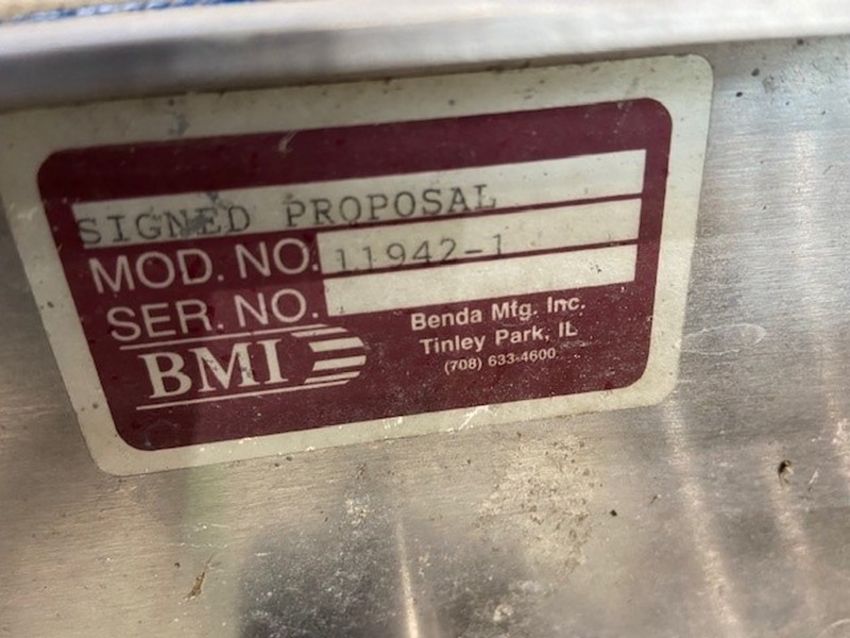 SIGNED PROPOSAL
MOD. NO. 11942-1
SER. NO.
BMI
Benda Mfg. Inc.
Tinley Park, IL
(708) 633-4600